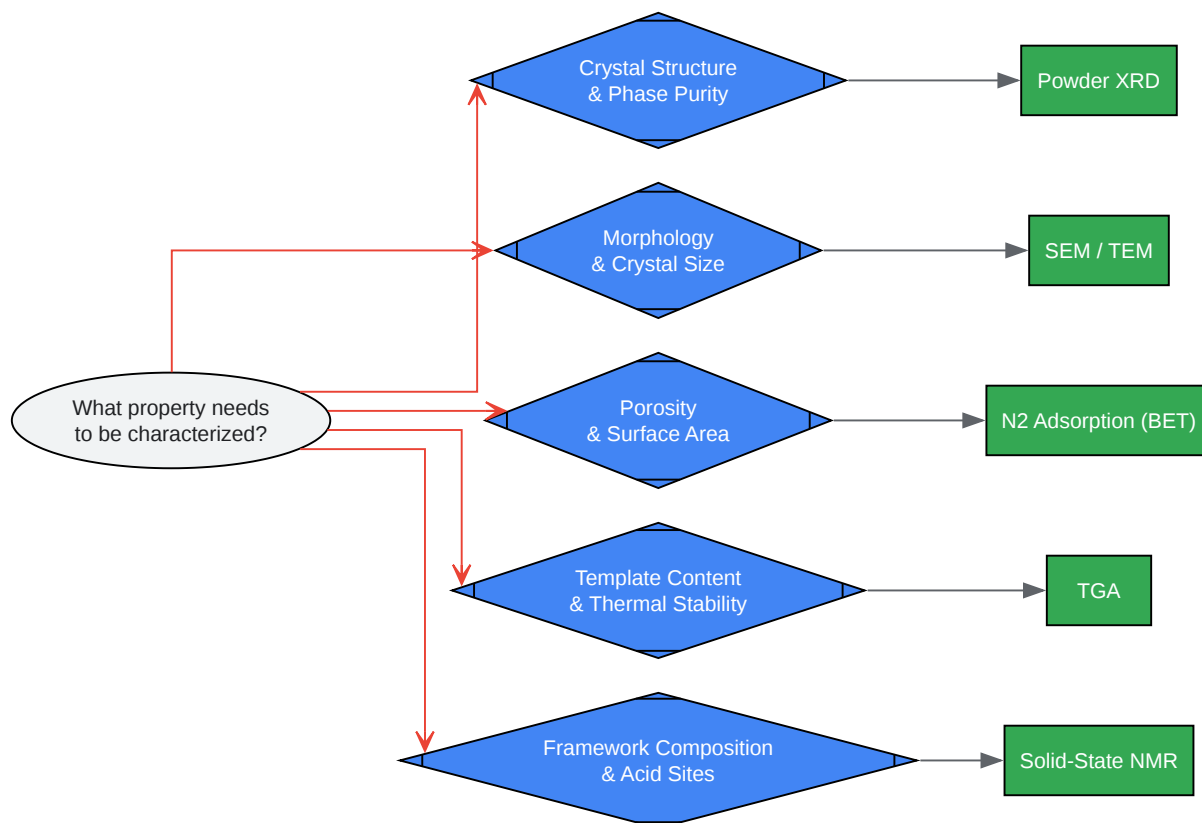 Crystal Structure
& Phase Purity
Powder XRD
Morphology
& Crystal Size
SEM / TEM
What property needs
to be characterized?
Porosity
& Surface Area
N2 Adsorption (BET)
Template Content
& Thermal Stability
TGA
Framework Composition
& Acid Sites
Solid-State NMR